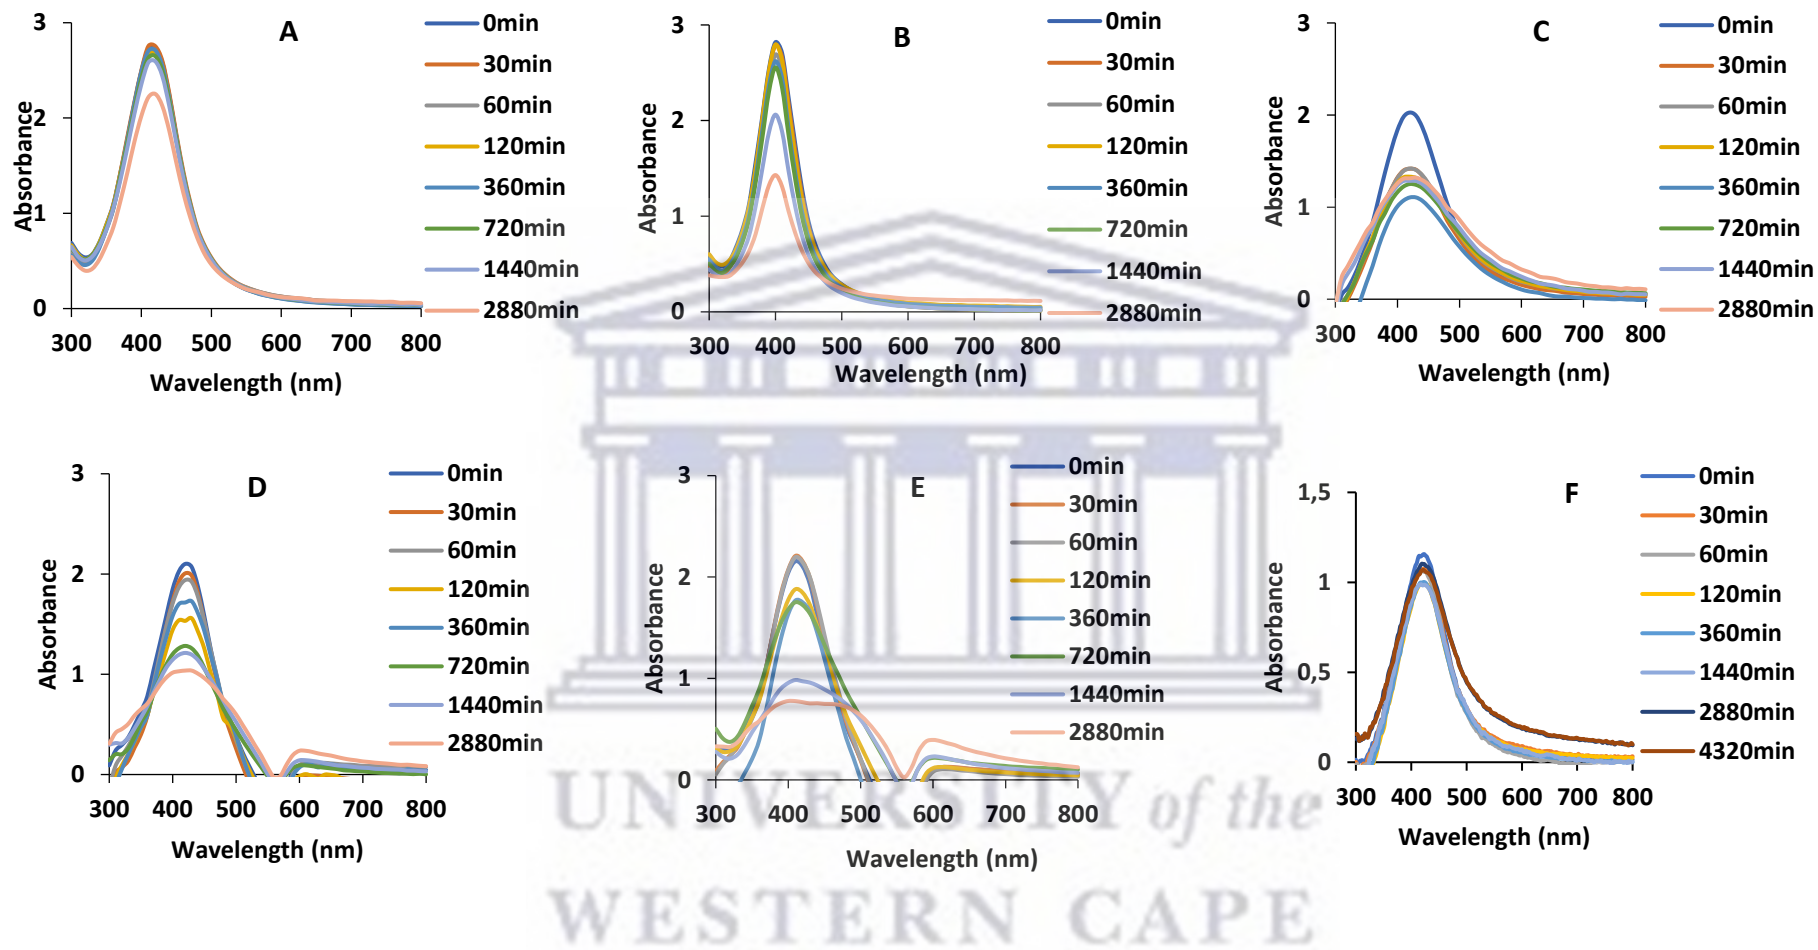 A
3
2
1
0
300 400 500 600 700 800
Absorbance
Wavelength (nm)
0min
30min
60min
120min
360min
720min
1440min
2880min
B
3
2
1
0
300 400 500 600 700 800
Absorbance
Wavelength (nm)
0min
30min
60min
120min
360min
720min
1440min
2880min
C
3
2
1
0
300 400 500 600 700 800
Absorbance
Wavelength (nm)
0min
30min
60min
120min
360min
720min
1440min
2880min
D
3
2
1
0
300 400 500 600 700 800
Absorbance
Wavelength (nm)
0min
30min
60min
120min
360min
720min
1440min
2880min
E
3
2
1
0
300 400 500 600 700 800
Absorbance
Wavelength (nm)
0min
30min
60min
120min
360min
720min
1440min
2880min
F
1,5
1
0,5
0
300 400 500 600 700 800
Absorbance
Wavelength (nm)
0min
30min
60min
120min
360min
1440min
2880min
4320min
UNIVERSITY of the
WESTERN CAPE